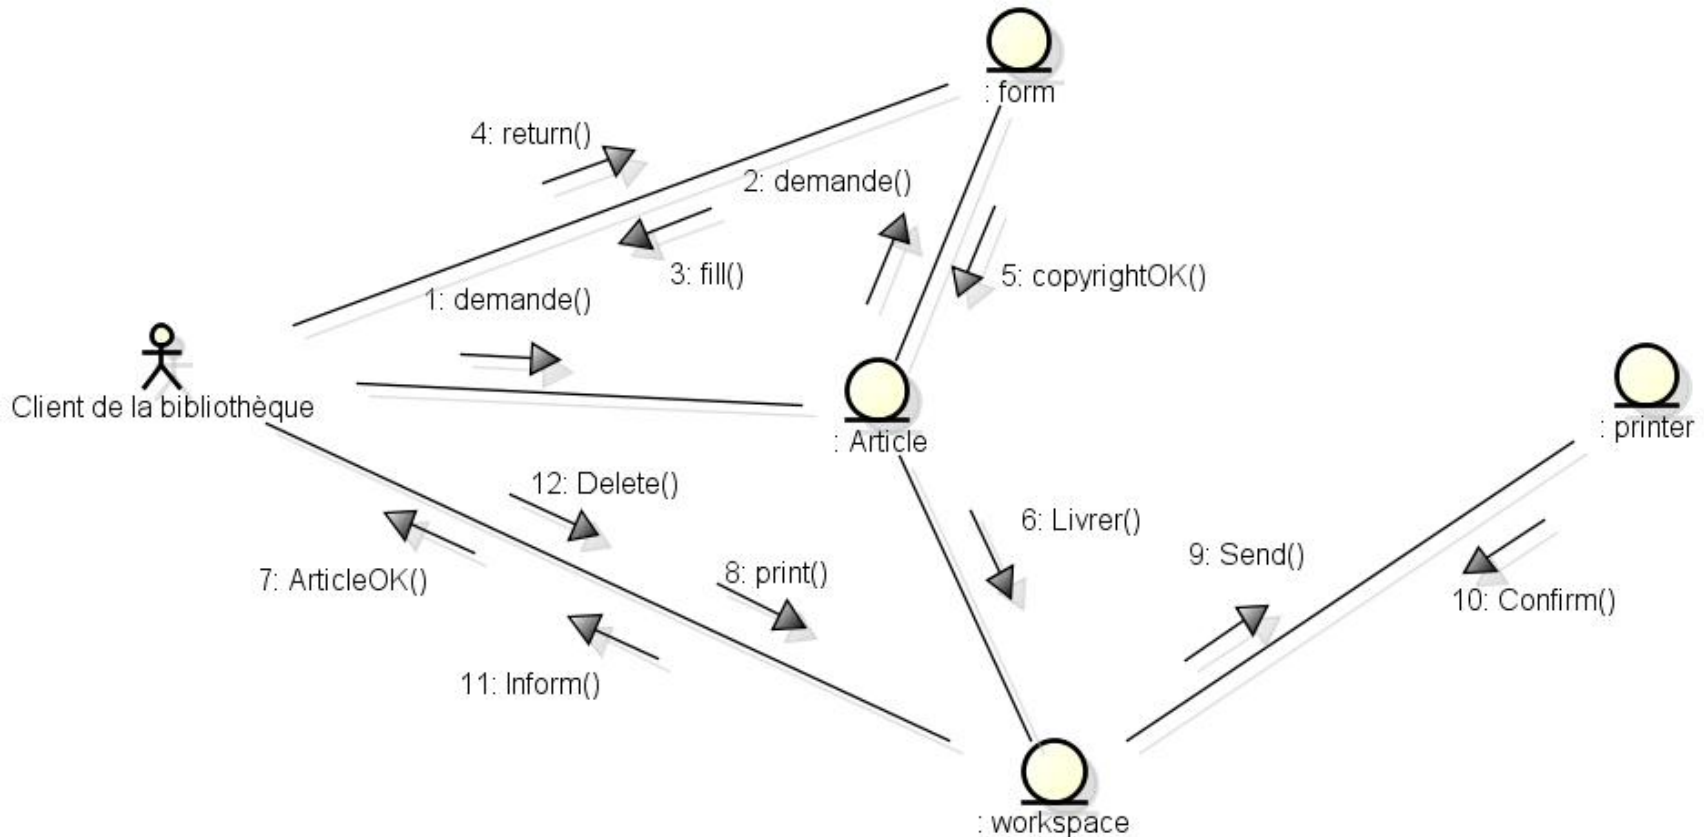 : form
4: return()
2: demande()
3: fill()
5: copyrightOK()
1: demande()
Client de la bibliothèque
: Article
: printer
12: Delete()
6: Livrer()
9: Send()
7: ArticleOK()
8: print()
10: Confirm()
11: Inform()
: workspace